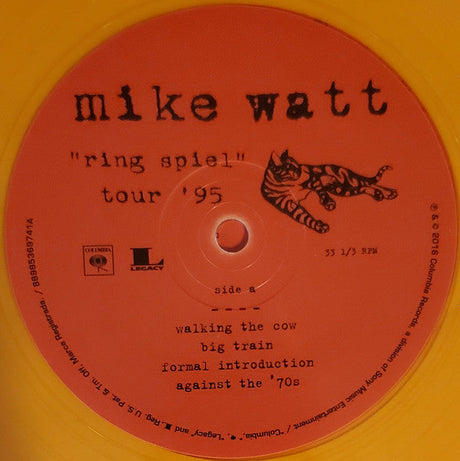 mike watt
"ring spiel"
tour '95
COLUMBIA
LEGACY
33 1/3 RPM
side a
walking the cow
big train
formal introduction
against the '70s
℗ & © 2016 Columbia Records, a division of Sony Music Entertainment / "Columbia," "Legacy" and L Reg. U.S. Pat. & Tm. Off. Marca Registrada / 88985369741A